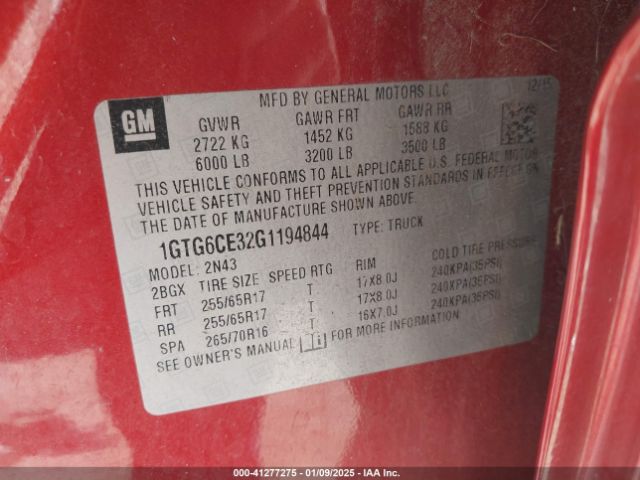 GM
MFD BY GENERAL MOTORS LLC
GVWR GAWR FRT GAWR RR
2722 KG 1452 KG 1588 KG
6000 LB 3200 LB 3500 LB
THIS VEHICLE CONFORMS TO ALL APPLICABLE U.S. FEDERAL MOTOR
VEHICLE SAFETY AND THEFT PREVENTION STANDARDS IN EFFECT ON
THE DATE OF MANUFACTURE SHOWN ABOVE.
1GTG6CE32G1194844 TYPE: TRUCK
MODEL: 2N43
2BGX TIRE SIZE SPEED RTG RIM COLD TIRE PRESSURE
FRT 255/65R17 T 17X8.0J 240KPA(35PSI)
RR 255/65R17 T 17X8.0J 240KPA(35PSI)
SPA 265/70R16 T 16X7.0J 240KPA(35PSI)
SEE OWNER'S MANUAL FOR MORE INFORMATION.
000-41277275 - 01/09/2025 - IAA Inc.